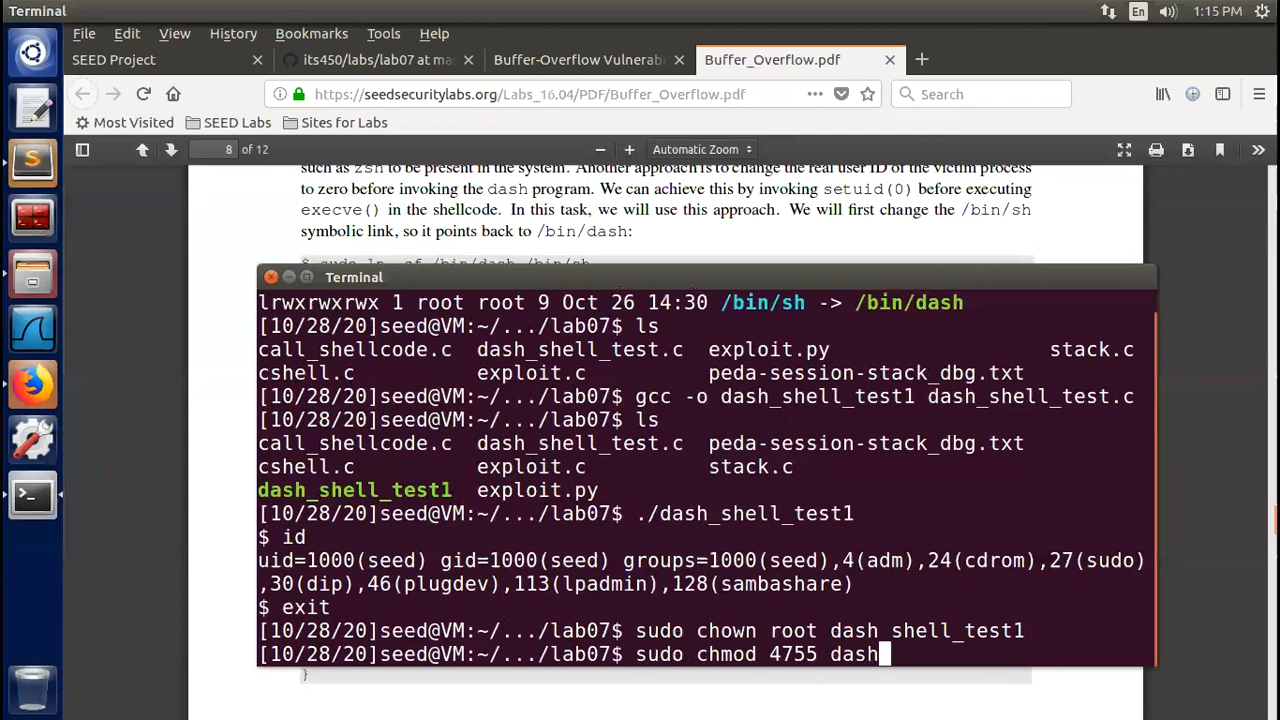 Terminal
En
1:15 PM
File Edit View History Bookmarks Tools Help
SEED Project
its450/labs/lab07 at mas
Buffer-Overflow Vulnerab
Buffer_Overflow.pdf
https://seedsecuritylabs.org/Labs_16.04/PDF/Buffer_Overflow.pdf
Search
Most Visited
SEED Labs
Sites for Labs
8 of 12
Automatic Zoom
such as zsh to be present in the system. Another approach is to change the real user ID of the victim process
to zero before invoking the dash program. We can achieve this by invoking setuid(0) before executing
execve() in the shellcode. In this task, we will use this approach. We will first change the /bin/sh
symbolic link, so it points back to /bin/dash:
$ sudo ln -sf /bin/dash /bin/sh
Terminal
lrwxrwxrwx 1 root root 9 Oct 26 14:30 /bin/sh -> /bin/dash
[10/28/20]seed@VM:~/.../lab07$ ls
call_shellcode.c dash_shell_test.c exploit.py stack.c
cshell.c exploit.c peda-session-stack_dbg.txt
[10/28/20]seed@VM:~/.../lab07$ gcc -o dash_shell_test1 dash_shell_test.c
[10/28/20]seed@VM:~/.../lab07$ ls
call_shellcode.c dash_shell_test.c peda-session-stack_dbg.txt
cshell.c exploit.c stack.c
dash_shell_test1 exploit.py
[10/28/20]seed@VM:~/.../lab07$ ./dash_shell_test1
$ id
uid=1000(seed) gid=1000(seed) groups=1000(seed),4(adm),24(cdrom),27(sudo)
,30(dip),46(plugdev),113(lpadmin),128(sambashare)
$ exit
[10/28/20]seed@VM:~/.../lab07$ sudo chown root dash_shell_test1
[10/28/20]seed@VM:~/.../lab07$ sudo chmod 4755 dash
}